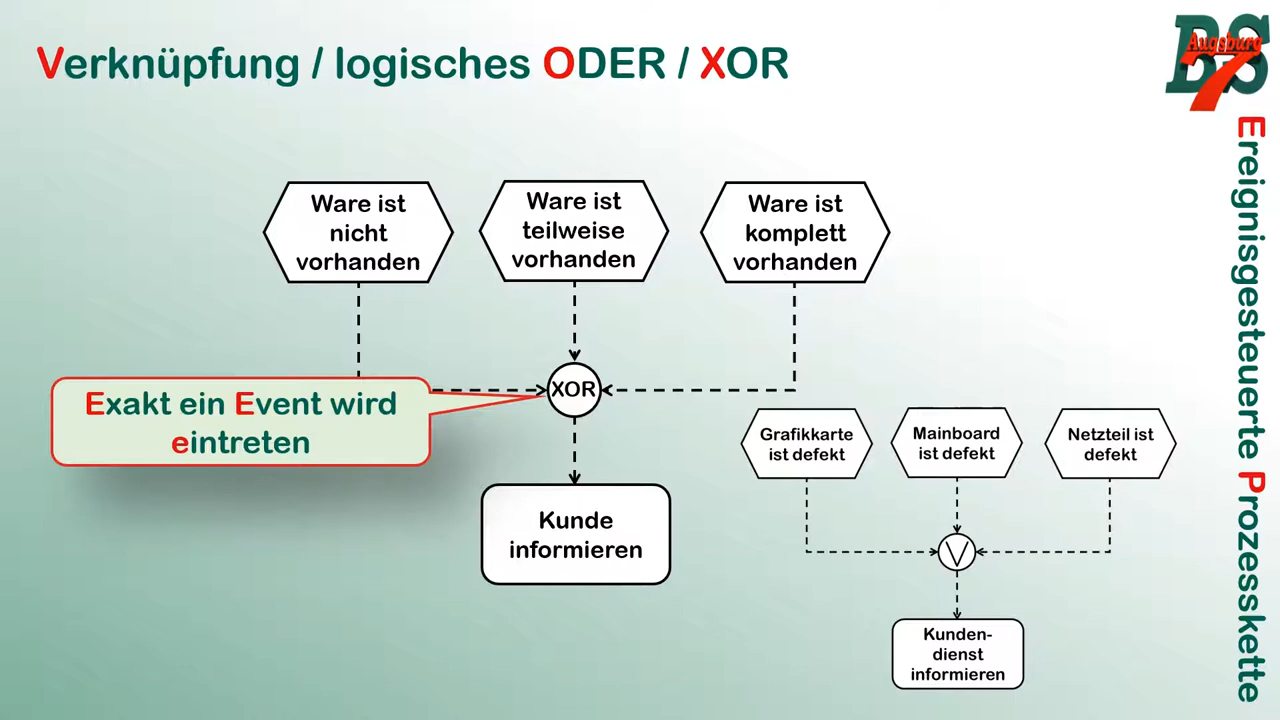 Verknüpfung / logisches ODER / XOR
BS
Augsburg
7
Ereignisgesteuerte Prozesskette
Ware ist
nicht
vorhanden
Ware ist
teilweise
vorhanden
Ware ist
komplett
vorhanden
XOR
Exakt ein Event wird
eintreten
Kunde
informieren
Grafikkarte
ist defekt
Mainboard
ist defekt
Netzteil ist
defekt
V
Kunden-
dienst
informieren